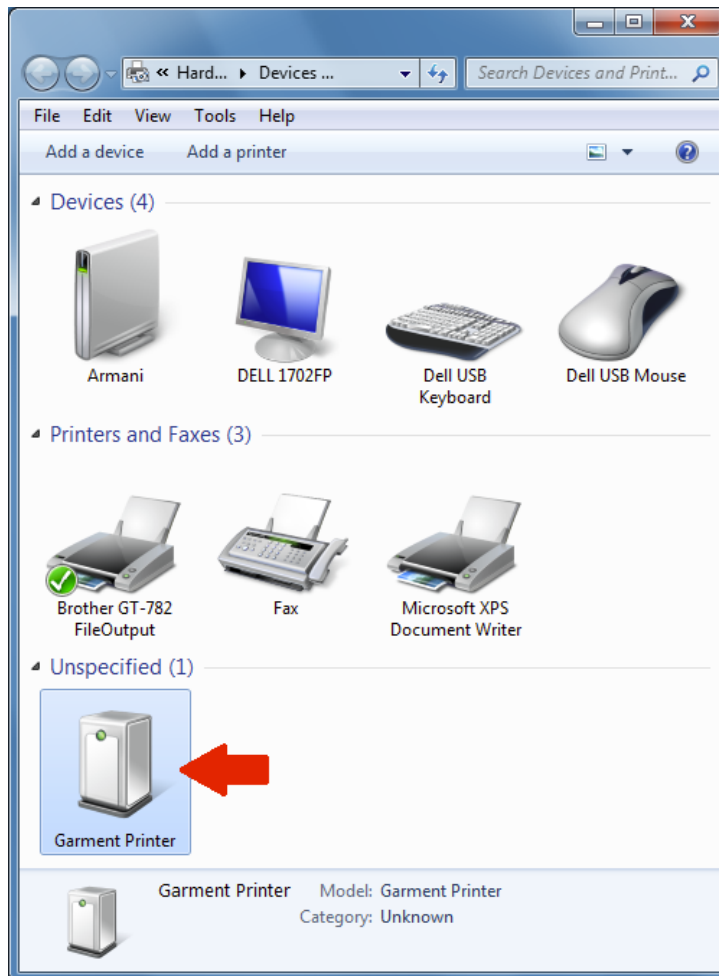 « Hard... ▸ Devices ... Search Devices and Print...
File Edit View Tools Help
Add a device Add a printer
Devices (4)
Armani DELL 1702FP Dell USB Keyboard Dell USB Mouse
Printers and Faxes (3)
Brother GT-782 FileOutput Fax Microsoft XPS Document Writer
Unspecified (1)
Garment Printer
Garment Printer Model: Garment Printer
Category: Unknown